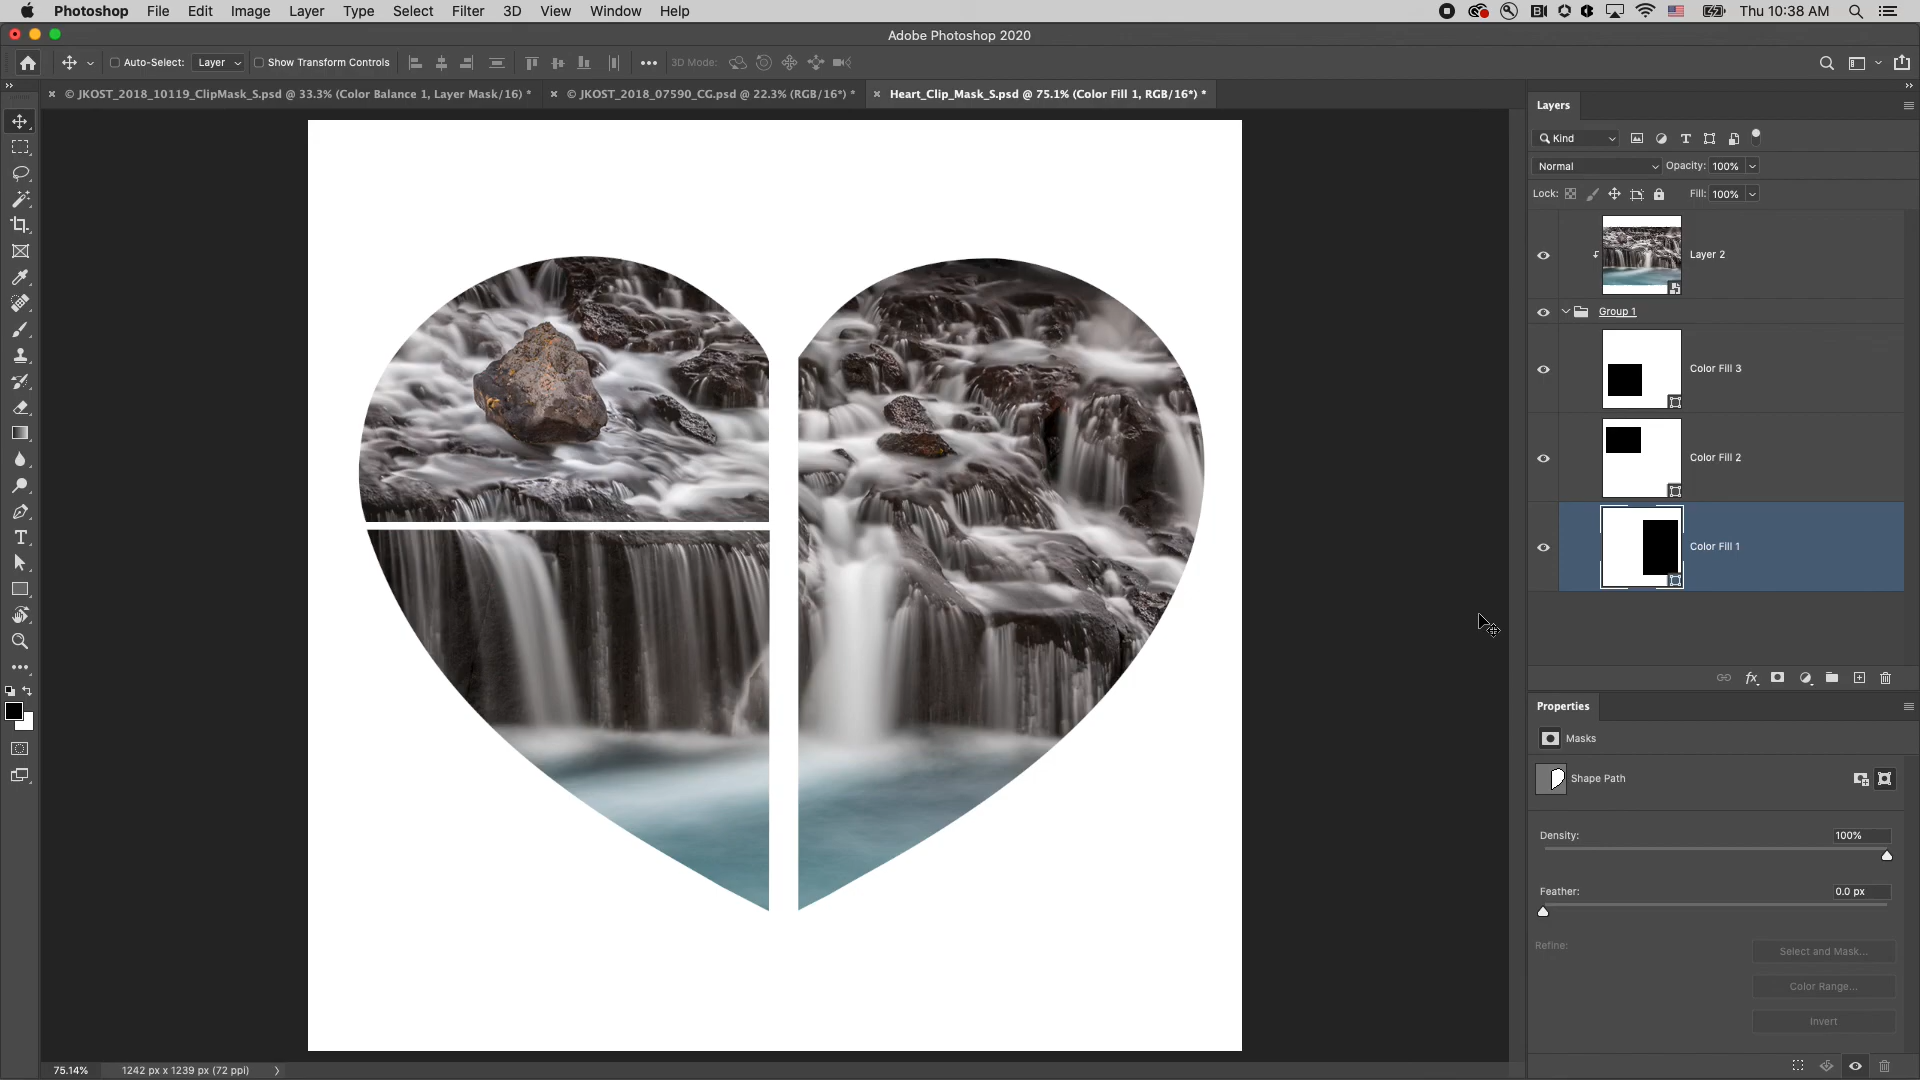 Photoshop File Edit Image Layer Type Select Filter 3D View Window Help Thu 10:38 AM
Adobe Photoshop 2020
Auto-Select: Layer Show Transform Controls 3D Mode:
© JKOST_2018_10119_ClipMask_S.psd @ 33.3% (Color Balance 1, Layer Mask/16) * © JKOST_2018_07590_CG.psd @ 22.3% (RGB/16*) * Heart_Clip_Mask_S.psd @ 75.1% (Color Fill 1, RGB/16*) *
Layers
Kind
Normal Opacity: 100%
Lock: Fill: 100%
Layer 2
Group 1
Color Fill 3
Color Fill 2
Color Fill 1
fx
Properties
Masks
Shape Path
Density: 100%
Feather: 0.0 px
Refine: Select and Mask...
Color Range...
Invert
75.14% 1242 px x 1239 px (72 ppi)